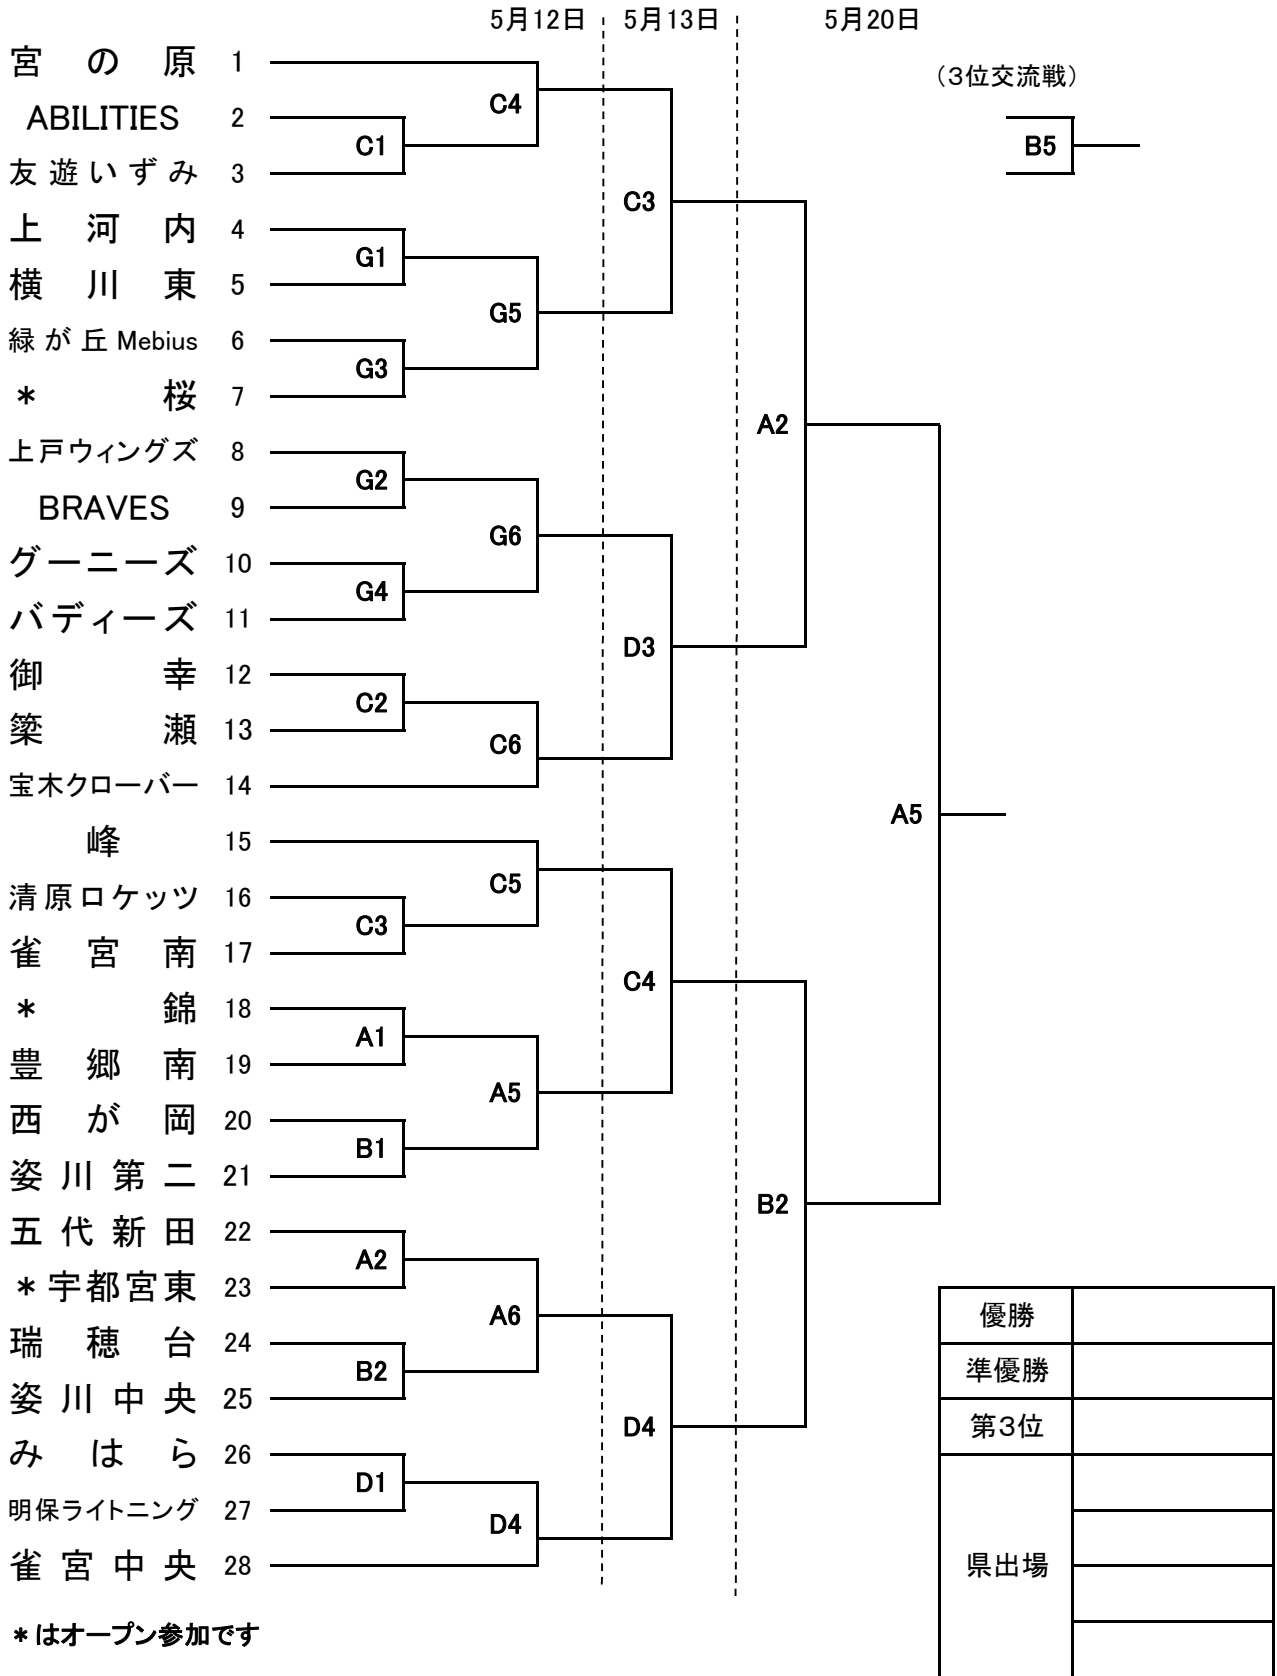 5月12日 5月13日 5月20日
宮の原 1
(3位交流戦)
C4
ABILITIES 2
C1 B5
友遊いずみ 3
C3
上河内 4
G1
横川東 5
G5
緑が丘Mebius 6
G3
*桜 7
A2
上戸ウィングズ 8
G2
BRAVES 9
G6
グーニーズ 10
G4
バディーズ 11
D3
御幸 12
C2
簗瀬 13
C6
宝木クローバー 14
A5
峰 15
C5
清原ロケッツ 16
C3
雀宮南 17
C4
*錦 18
A1
豊郷南 19
A5
西が岡 20
B1
姿川第二 21
B2
五代新田 22
A2
*宇都宮東 23
A6
優勝
瑞穂台 24
B2
準優勝
姿川中央 25
D4
第3位
みはら 26
D1
明保ライトニング 27
D4
雀宮中央 28
県出場
*はオープン参加です